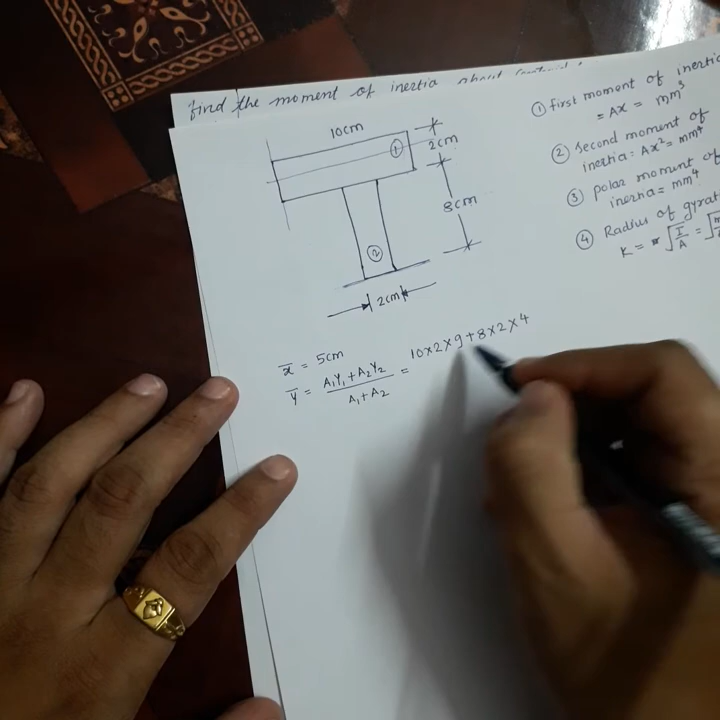 find the moment of inertia about
10cm
①
2cm
8cm
②
2cm
① first moment of inertia
= AX = mm³
② second moment of
inertia = AX² = mm⁴
③ polar moment of
inertia = mm⁴
④ Radius of gyration
K = √I/A =
x̄ = 5cm
ȳ = A₁Y₁ + A₂Y₂ / A₁ + A₂ = 10×2×9+8×2×4